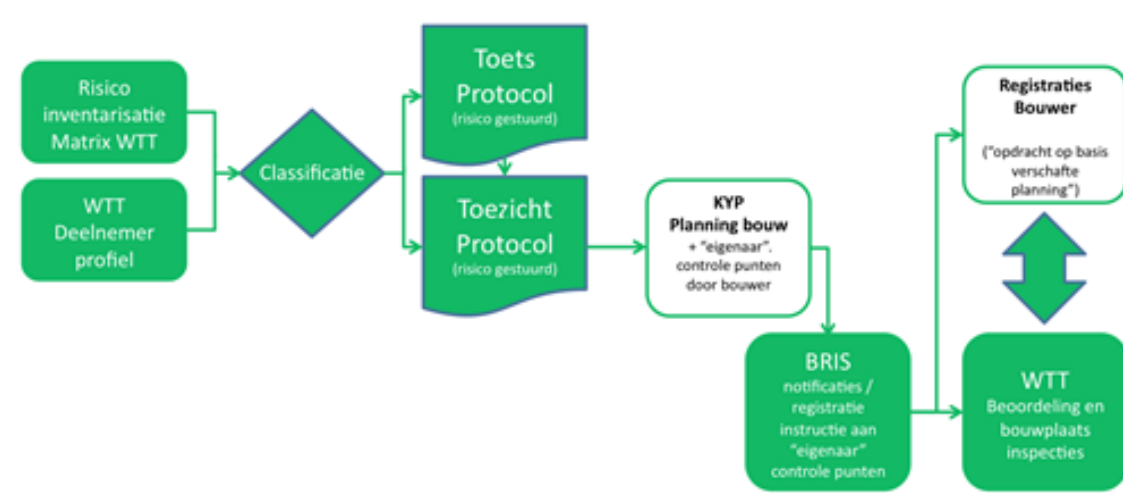 Risico
inventarisatie
Matrix WTT
WTT
Deelnemer
profiel
Classificatie
Toets
Protocol
(risico gestuurd)
Toezicht
Protocol
(risico gestuurd)
KYP
Planning bouw
+ “eigenaar”.
controle punten
door bouwer
BRIS
notificaties /
registratie
instructie aan
“eigenaar”
controle punten
Registraties
Bouwer
(“opdracht op basis
verschafte
planning”)
WTT
Beoordeling en
bouwplaats
inspecties